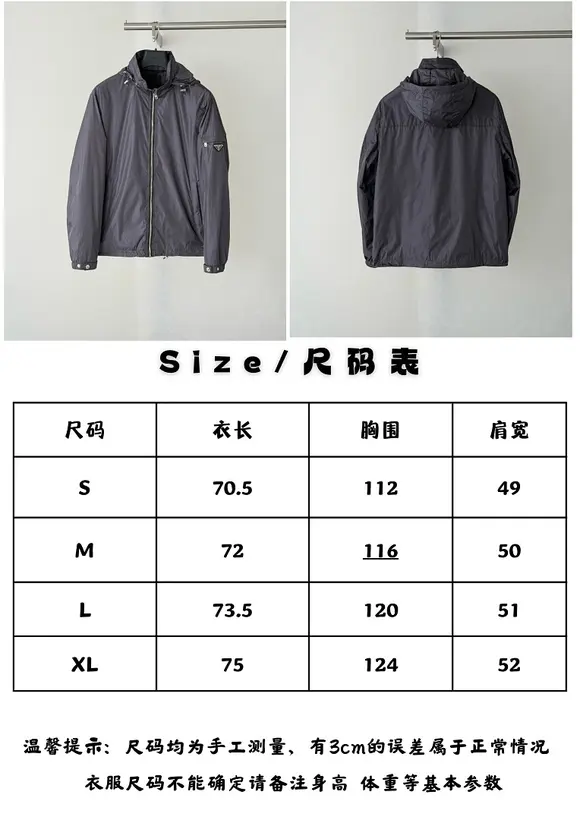 Size/尺码表
尺码 衣长 胸围 肩宽
S 70.5 112 49
M 72 116 50
L 73.5 120 51
XL 75 124 52
温馨提示：尺码均为手工测量、有3cm的误差属于正常情况
衣服尺码不能确定请备注身高 体重等基本参数